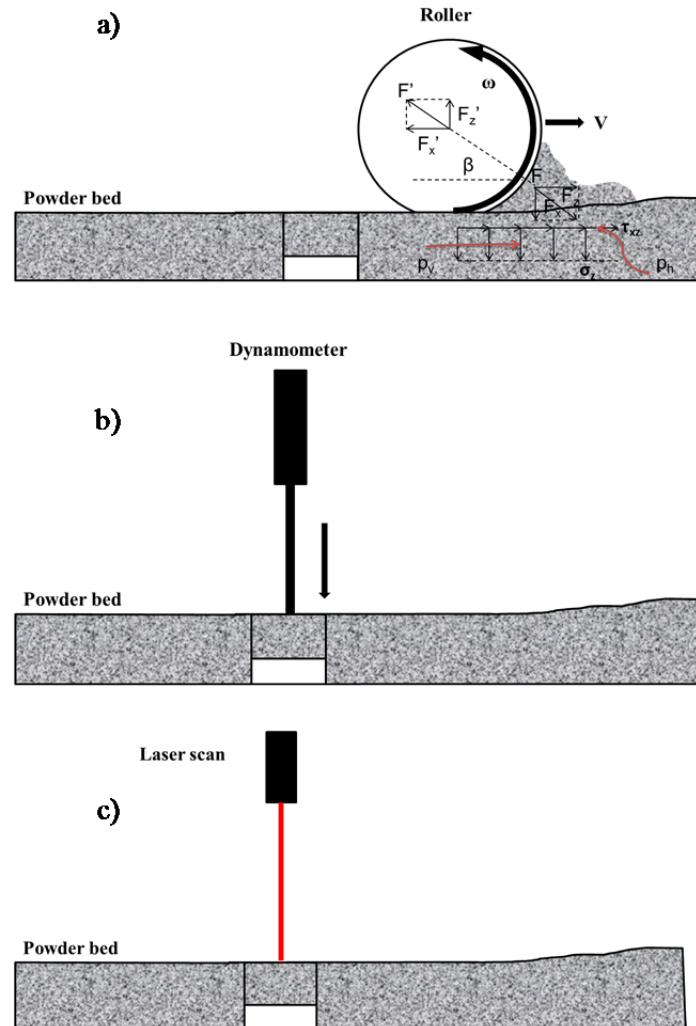 a)
Roller
ω
V
F'
Fz'
Fx'
β
F
Fz
Fx
Powder bed
τxz
pv
σz
ph
Dynamometer
b)
Powder bed
Laser scan
c)
Powder bed